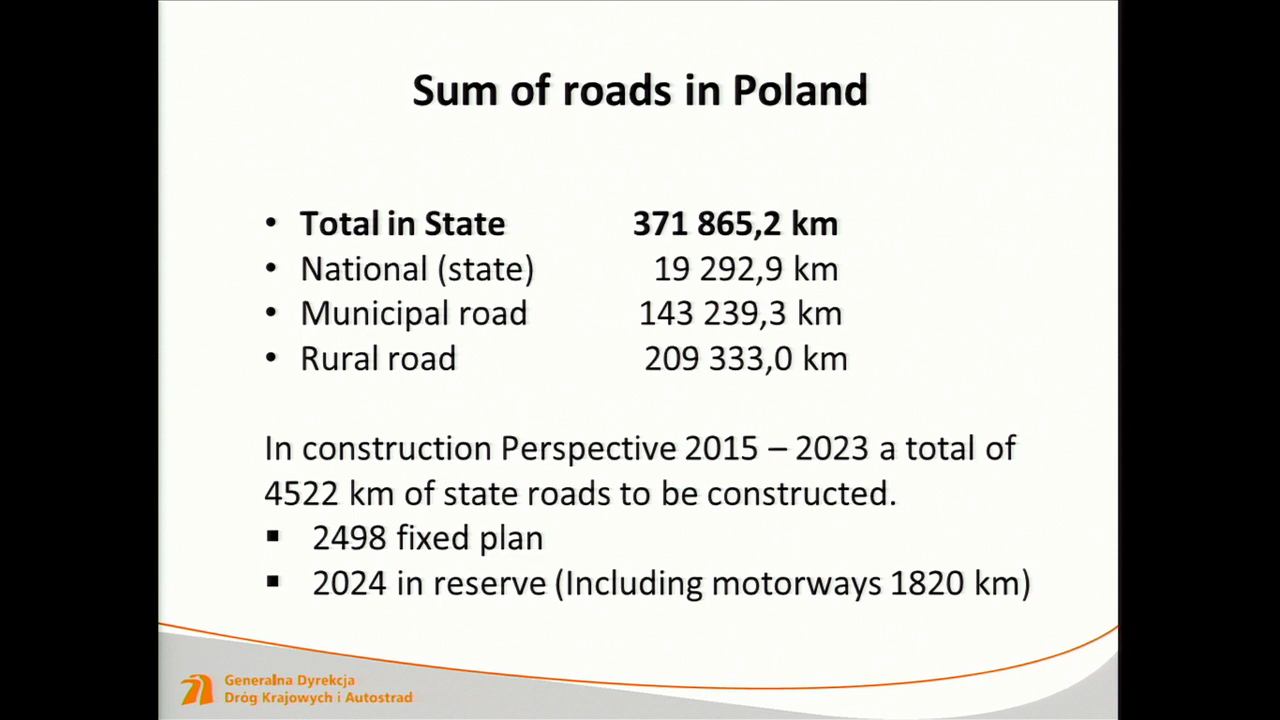 Sum of roads in Poland
• Total in State 371 865,2 km
• National (state) 19 292,9 km
• Municipal road 143 239,3 km
• Rural road 209 333,0 km
In construction Perspective 2015 – 2023 a total of
4522 km of state roads to be constructed.
▪ 2498 fixed plan
▪ 2024 in reserve (Including motorways 1820 km)
Generalna Dyrekcja
Dróg Krajowych i Autostrad